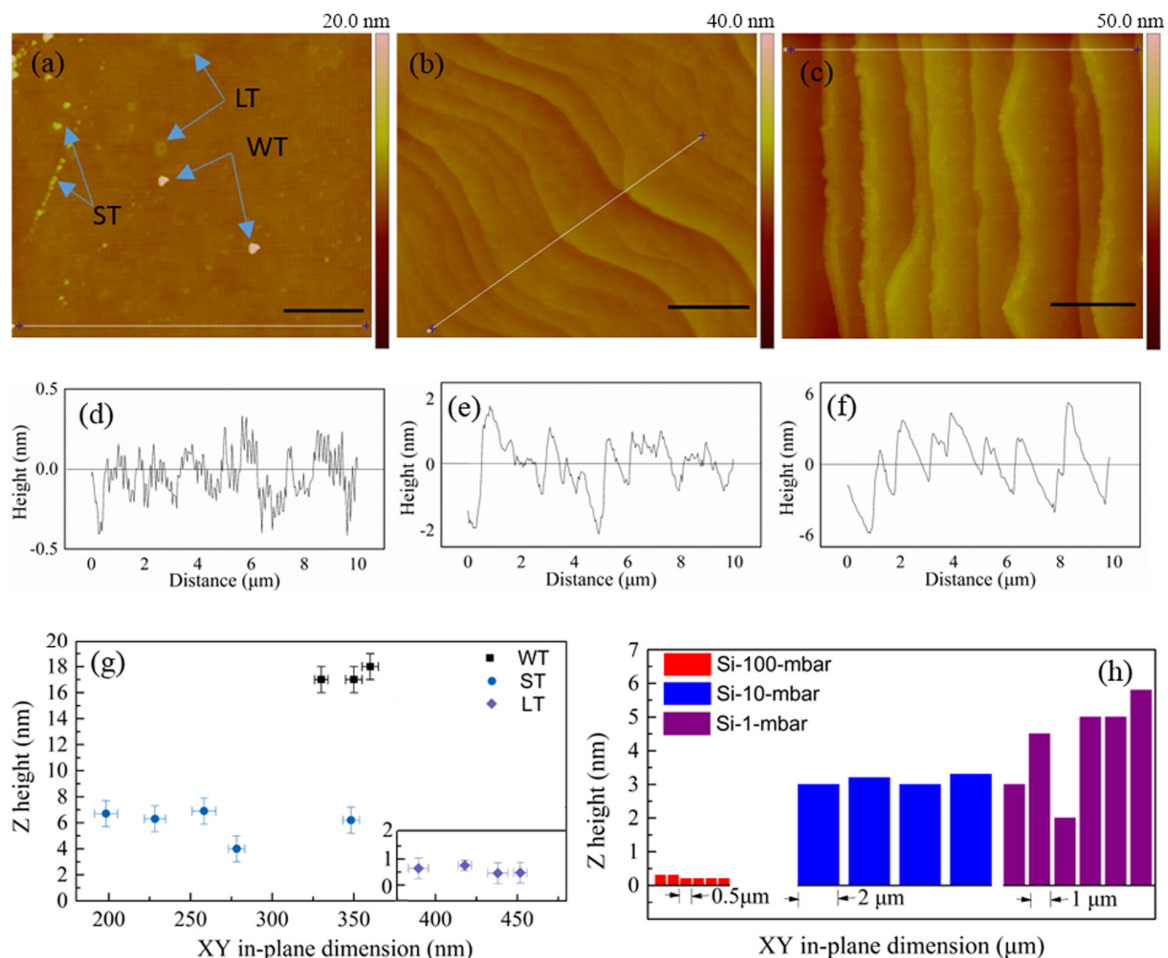 20.0 nm
40.0 nm
50.0 nm
(a)
LT
WT
ST
(b)
(c)
0.5
0.0
-0.5
Height (nm)
(d)
0 2 4 6 8 10
Distance (μm)
2
0
-2
Height (nm)
(e)
0 2 4 6 8 10
Distance (μm)
6
0
-6
Height (nm)
(f)
0 2 4 6 8 10
Distance (μm)
20
18
16
14
12
10
8
6
4
2
0
Z height (nm)
(g)
WT
ST
LT
2
1
0
200 250 300 350 400 450
XY in-plane dimension (nm)
7
6
5
4
3
2
1
0
Z height (nm)
Si-100-mbar
Si-10-mbar
Si-1-mbar
(h)
0.5μm
2 μm
1 μm
XY in-plane dimension (μm)